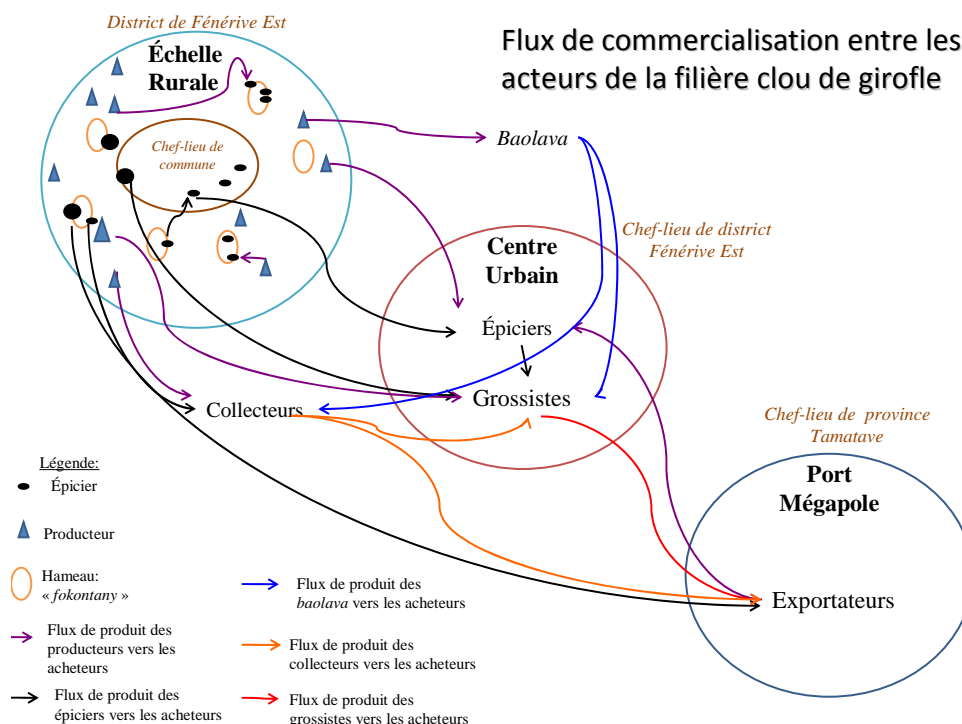 District de Fénérive Est
Flux de commercialisation entre les
acteurs de la filière clou de girofle
Échelle
Rurale
Chef-lieu de
commune
Baolava
Chef-lieu de district
Fénérive Est
Centre
Urbain
Épiciers
Grossistes
Collecteurs
Chef-lieu de province
Tamatave
Port
Mégapole
Exportateurs
Légende:
Épicier
Producteur
Hameau:
« fokontany »
Flux de produit des
producteurs vers les
acheteurs
Flux de produit des
épiciers vers les acheteurs
Flux de produit des
baolava vers les acheteurs
Flux de produit des
collecteurs vers les acheteurs
Flux de produit des
grossistes vers les acheteurs